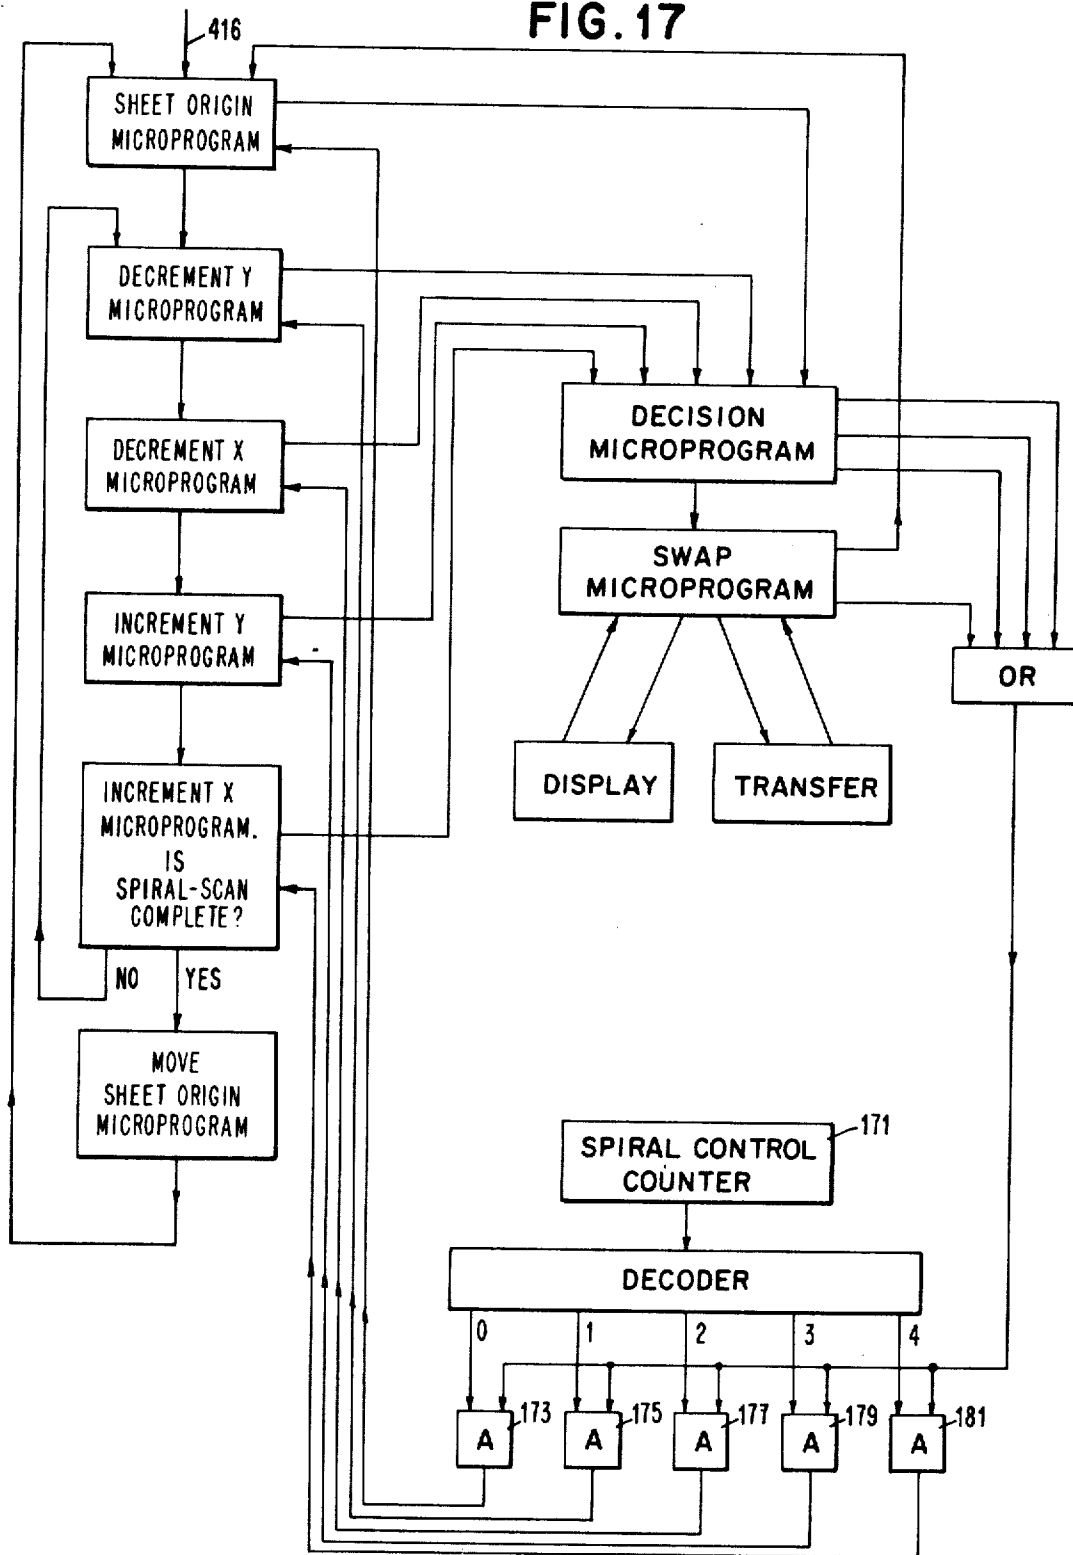 FIG. 17
416
SHEET ORIGIN
MICROPROGRAM
DECREMENT Y
MICROPROGRAM
DECREMENT X
MICROPROGRAM
INCREMENT Y
MICROPROGRAM
INCREMENT X
MICROPROGRAM.
IS
SPIRAL-SCAN
COMPLETE?
NO
YES
MOVE
SHEET ORIGIN
MICROPROGRAM
DECISION
MICROPROGRAM
SWAP
MICROPROGRAM
OR
DISPLAY
TRANSFER
SPIRAL CONTROL
COUNTER
171
DECODER
0
1
2
3
4
A
173
A
175
A
177
A
179
A
181